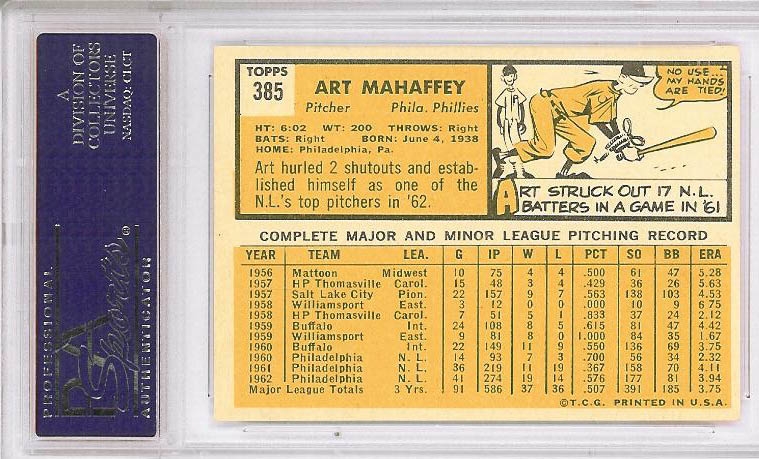 A
DIVISION OF
COLLECTORS
UNIVERSE
NASDAQ: CLCT
PROFESSIONAL
PSA
Sports
®
AUTHENTICATOR
TOPPS
385
ART MAHAFFEY
Pitcher Phila. Phillies
HT: 6:02 WT: 200 THROWS: Right
BATS: Right BORN: June 4, 1938
HOME: Philadelphia, Pa.
Art hurled 2 shutouts and estab-
lished himself as one of the
N.L.'s top pitchers in '62.
NO USE...
MY HANDS
ARE TIED!
P
ART STRUCK OUT 17 N.L.
BATTERS IN A GAME IN '61
COMPLETE MAJOR AND MINOR LEAGUE PITCHING RECORD
YEAR TEAM LEA. G IP W L PCT SO BB ERA
1956 Mattoon Midwest 10 75 4 4 .500 61 47 5.28
1957 HP Thomasville Carol. 15 48 3 4 .429 36 26 5.63
1957 Salt Lake City Pion. 22 157 9 7 .563 138 103 4.53
1958 Williamsport East. 3 12 0 0 .000 10 9 6.75
1958 HP Thomasville Carol. 7 51 5 1 .833 37 24 2.12
1959 Buffalo Int. 24 108 8 5 .615 81 47 4.42
1959 Williamsport East. 9 81 8 0 1.000 84 35 1.67
1960 Buffalo Int. 22 149 11 9 .550 136 69 3.75
1960 Philadelphia N.L. 14 93 7 3 .700 56 34 2.32
1961 Philadelphia N.L. 36 219 11 19 .367 158 70 4.11
1962 Philadelphia N.L. 41 274 19 14 .576 177 81 3.94
Major League Totals 3 Yrs. 91 586 37 36 .507 391 185 3.75
©T.C.G. PRINTED IN U.S.A.